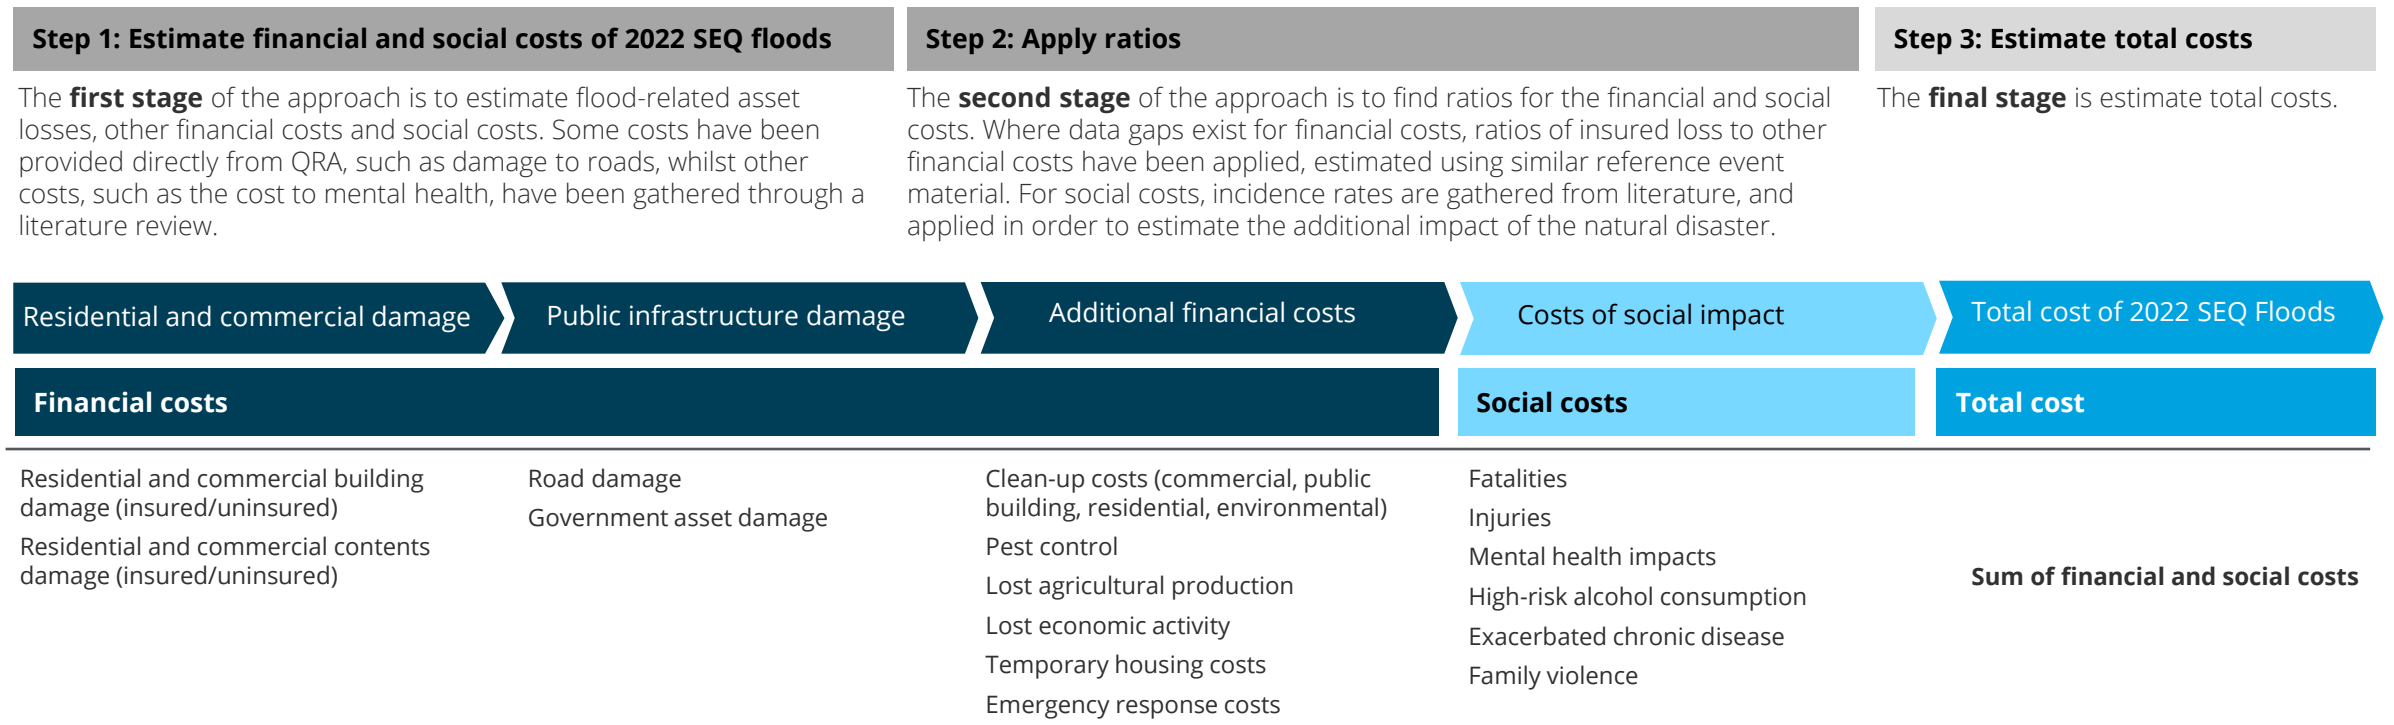 Step 1: Estimate financial and social costs of 2022 SEQ floods
The first stage of the approach is to estimate flood-related asset
losses, other financial costs and social costs. Some costs have been
provided directly from QRA, such as damage to roads, whilst other
costs, such as the cost to mental health, have been gathered through a
literature review.
Step 2: Apply ratios
The second stage of the approach is to find ratios for the financial and social
costs. Where data gaps exist for financial costs, ratios of insured loss to other
financial costs have been applied, estimated using similar reference event
material. For social costs, incidence rates are gathered from literature, and
applied in order to estimate the additional impact of the natural disaster.
Step 3: Estimate total costs
The final stage is estimate total costs.
Residential and commercial damage
Public infrastructure damage
Additional financial costs
Costs of social impact
Total cost of 2022 SEQ Floods
Financial costs
Social costs
Total cost
Residential and commercial building
damage (insured/uninsured)
Residential and commercial contents
damage (insured/uninsured)
Road damage
Government asset damage
Clean-up costs (commercial, public
building, residential, environmental)
Pest control
Lost agricultural production
Lost economic activity
Temporary housing costs
Emergency response costs
Fatalities
Injuries
Mental health impacts
High-risk alcohol consumption
Exacerbated chronic disease
Family violence
Sum of financial and social costs